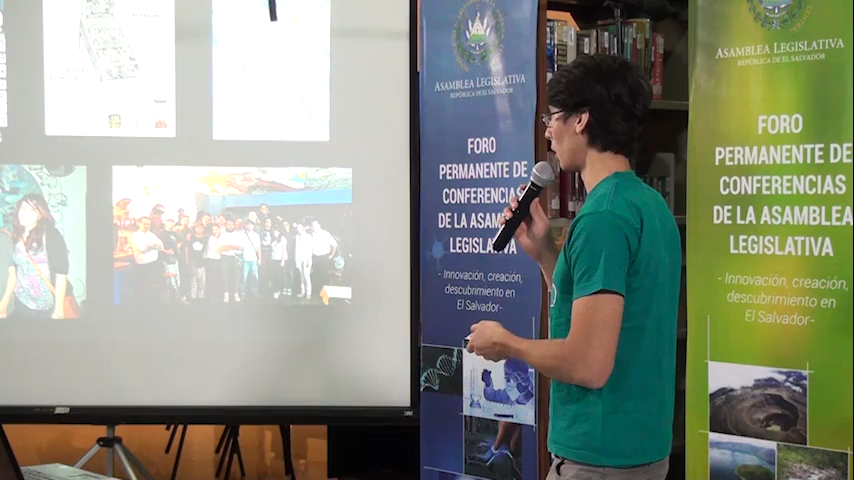 ASAMBLEA LEGISLATIVA
REPÚBLICA DE EL SALVADOR
FORO
PERMANENTE DE
CONFERENCIAS
DE LA ASAMBLEA
LEGISLATIVA
- Innovación, creación,
descubrimiento en
El Salvador-
ASAMBLEA LEGISLATIVA
REPÚBLICA DE EL SALVADOR
FORO
PERMANENTE DE
CONFERENCIAS
DE LA ASAMBLEA
LEGISLATIVA
- Innovación, creación,
descubrimiento en
El Salvador-